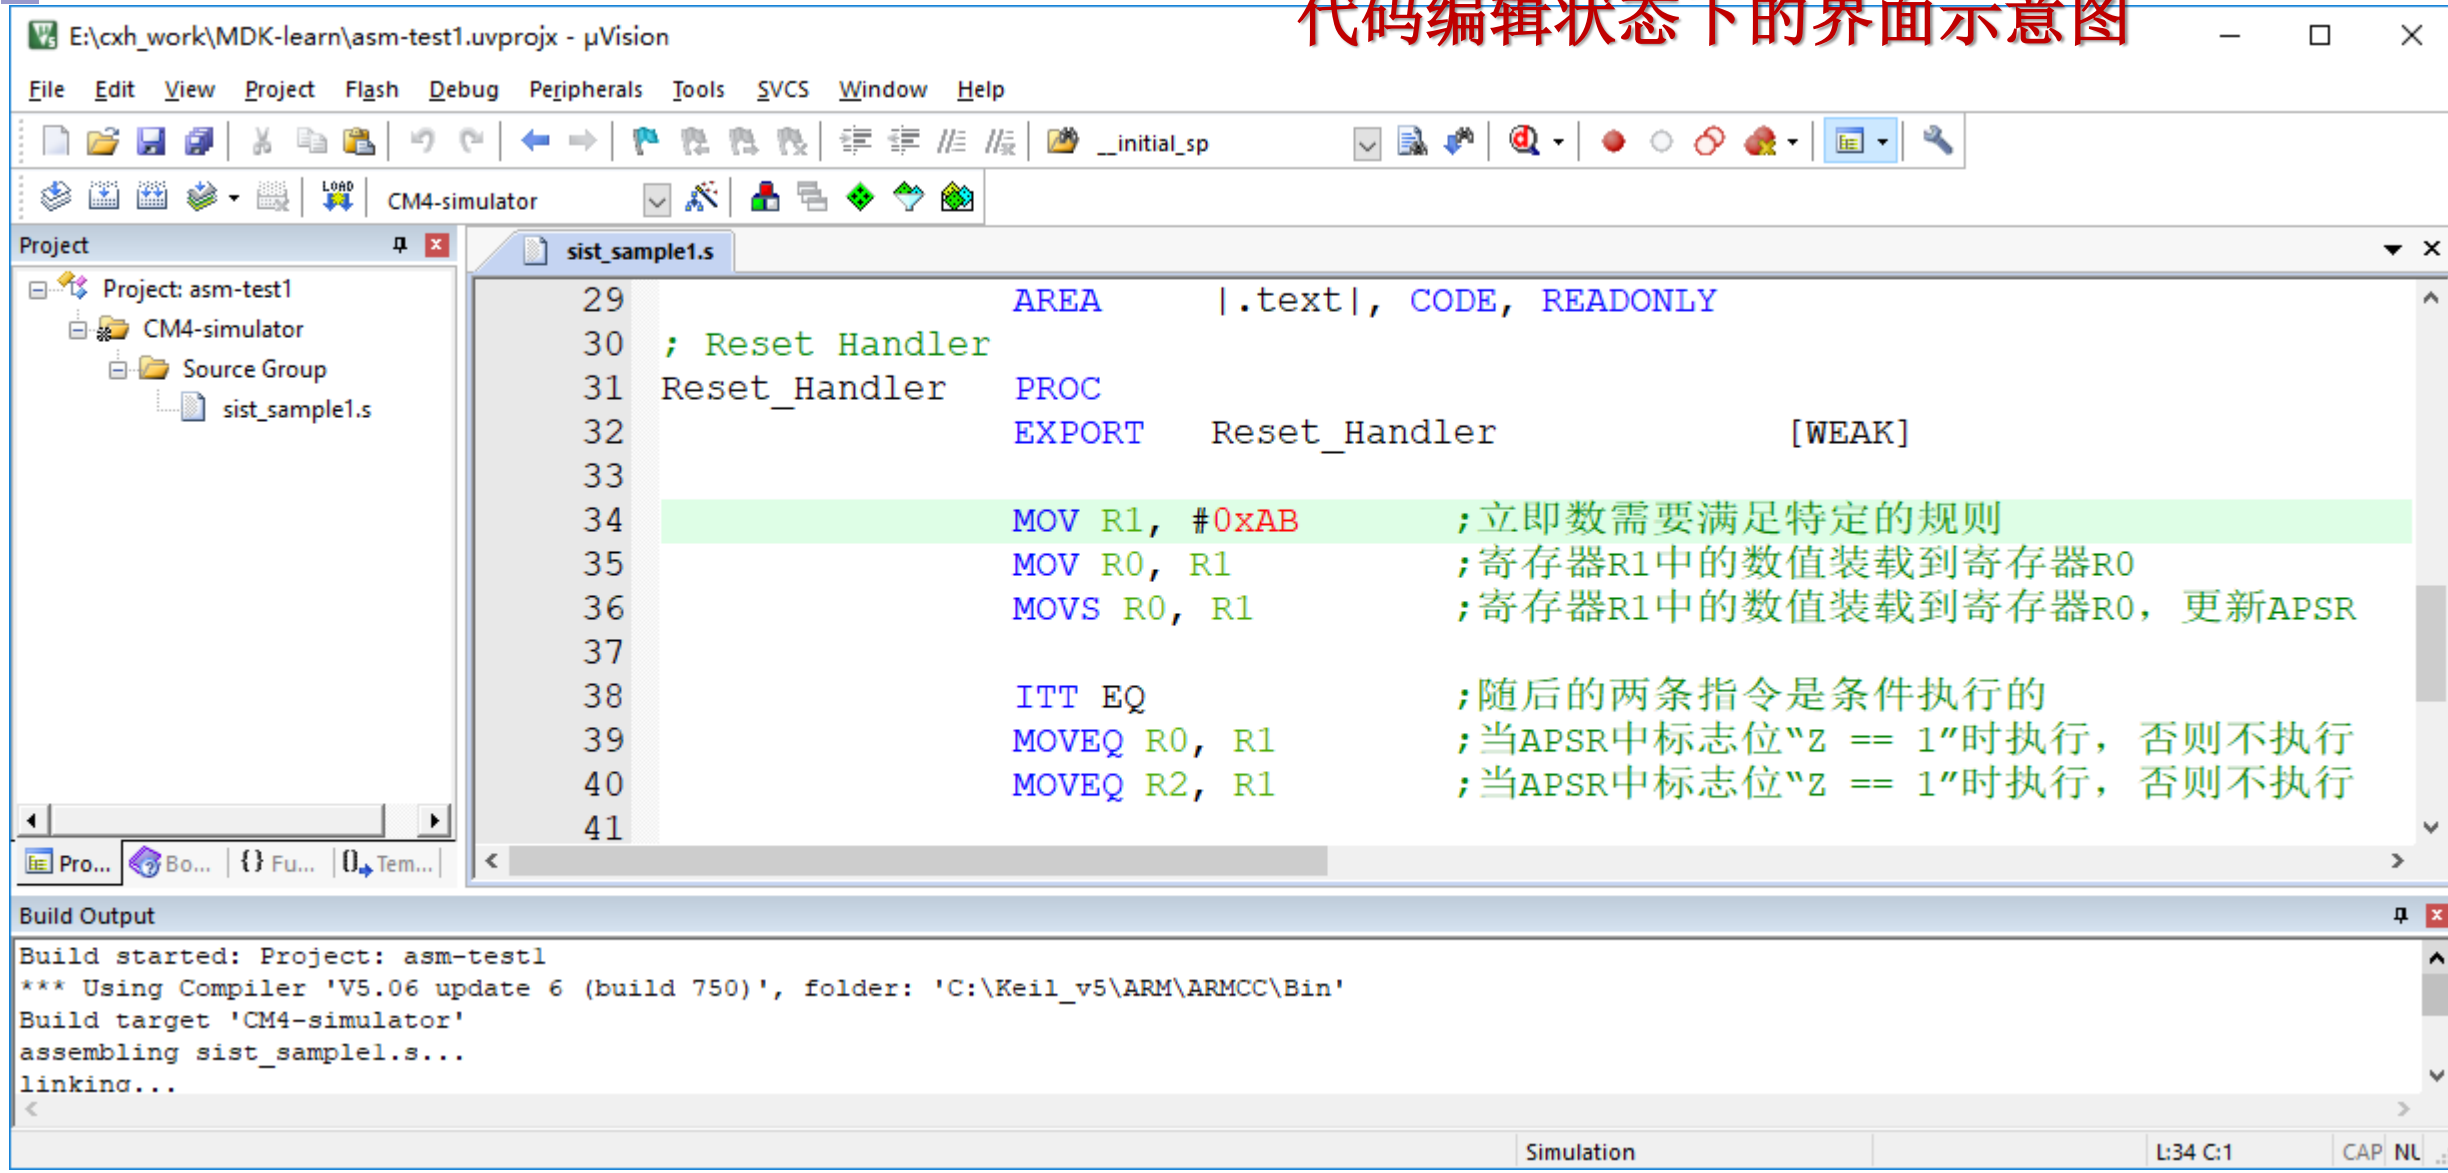 代码编辑状态下的界面示意图
E:\cxh_work\MDK-learn\asm-test1.uvprojx - µVision
File Edit View Project Flash Debug Peripherals Tools SVCS Window Help
__initial_sp
LOAD CM4-simulator
Project
Project: asm-test1
CM4-simulator
Source Group
sist_sample1.s
Pro... Bo... {} Fu... Tem...
sist_sample1.s
29 AREA |.text|, CODE, READONLY
30 ; Reset Handler
31 Reset_Handler PROC
32 EXPORT Reset_Handler [WEAK]
33
34 MOV R1, #0xAB ;立即数需要满足特定的规则
35 MOV R0, R1 ;寄存器R1中的数值装载到寄存器R0
36 MOVS R0, R1 ;寄存器R1中的数值装载到寄存器R0，更新APSR
37
38 ITT EQ ;随后的两条指令是条件执行的
39 MOVEQ R0, R1 ;当APSR中标志位“Z == 1”时执行，否则不执行
40 MOVEQ R2, R1 ;当APSR中标志位“Z == 1”时执行，否则不执行
41
Build Output
Build started: Project: asm-test1
*** Using Compiler 'V5.06 update 6 (build 750)', folder: 'C:\Keil_v5\ARM\ARMCC\Bin'
Build target 'CM4-simulator'
assembling sist_sample1.s...
linking...
Simulation L:34 C:1 CAP NU